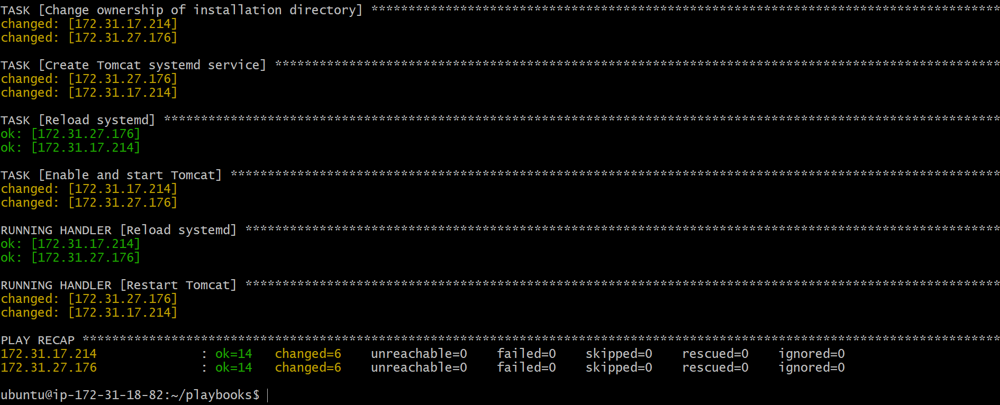 TASK [Change ownership of installation directory] *************************************************************************************
changed: [172.31.17.214]
changed: [172.31.27.176]
TASK [Create Tomcat systemd service] **************************************************************************************************
changed: [172.31.27.176]
changed: [172.31.17.214]
TASK [Reload systemd] *****************************************************************************************************************
ok: [172.31.27.176]
ok: [172.31.17.214]
TASK [Enable and start Tomcat] ********************************************************************************************************
changed: [172.31.17.214]
changed: [172.31.27.176]
RUNNING HANDLER [Reload systemd] ******************************************************************************************************
ok: [172.31.17.214]
ok: [172.31.27.176]
RUNNING HANDLER [Restart Tomcat] ******************************************************************************************************
changed: [172.31.27.176]
changed: [172.31.17.214]
PLAY RECAP ****************************************************************************************************************************
172.31.17.214              : ok=14   changed=6    unreachable=0    failed=0    skipped=0    rescued=0    ignored=0
172.31.27.176              : ok=14   changed=6    unreachable=0    failed=0    skipped=0    rescued=0    ignored=0
ubuntu@ip-172-31-18-82:~/playbooks$